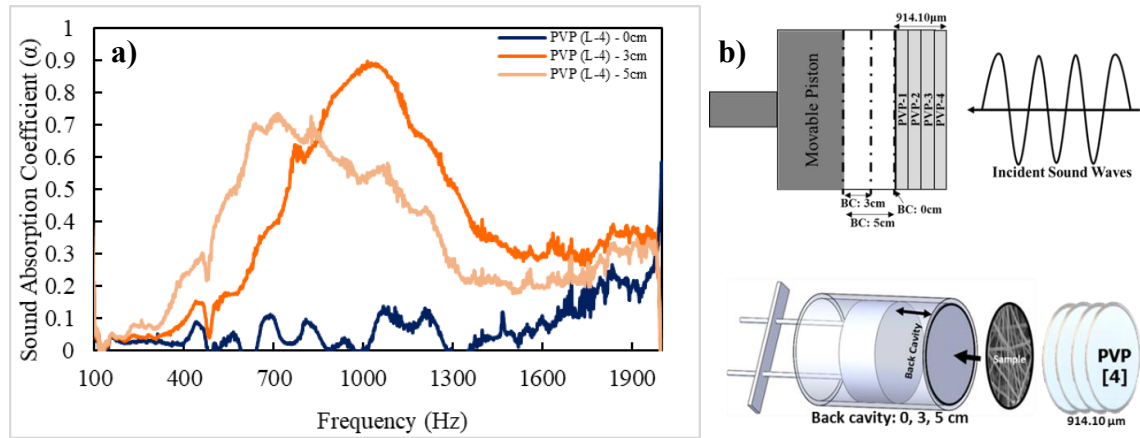 a)
PVP (L-4) - 0cm
PVP (L-4) - 3cm
PVP (L-4) - 5cm
Sound Absorption Coefficient (α)
1
0.9
0.8
0.7
0.6
0.5
0.4
0.3
0.2
0.1
0
100 400 700 1000 1300 1600 1900
Frequency (Hz)
b)
914.10µm
Movable Piston
PVP-1
PVP-2
PVP-3
PVP-4
Incident Sound Waves
BC: 3cm
BC: 0cm
BC: 5cm
Back Cavity
Sample
PVP
[4]
Back cavity: 0, 3, 5 cm
914.10 µm